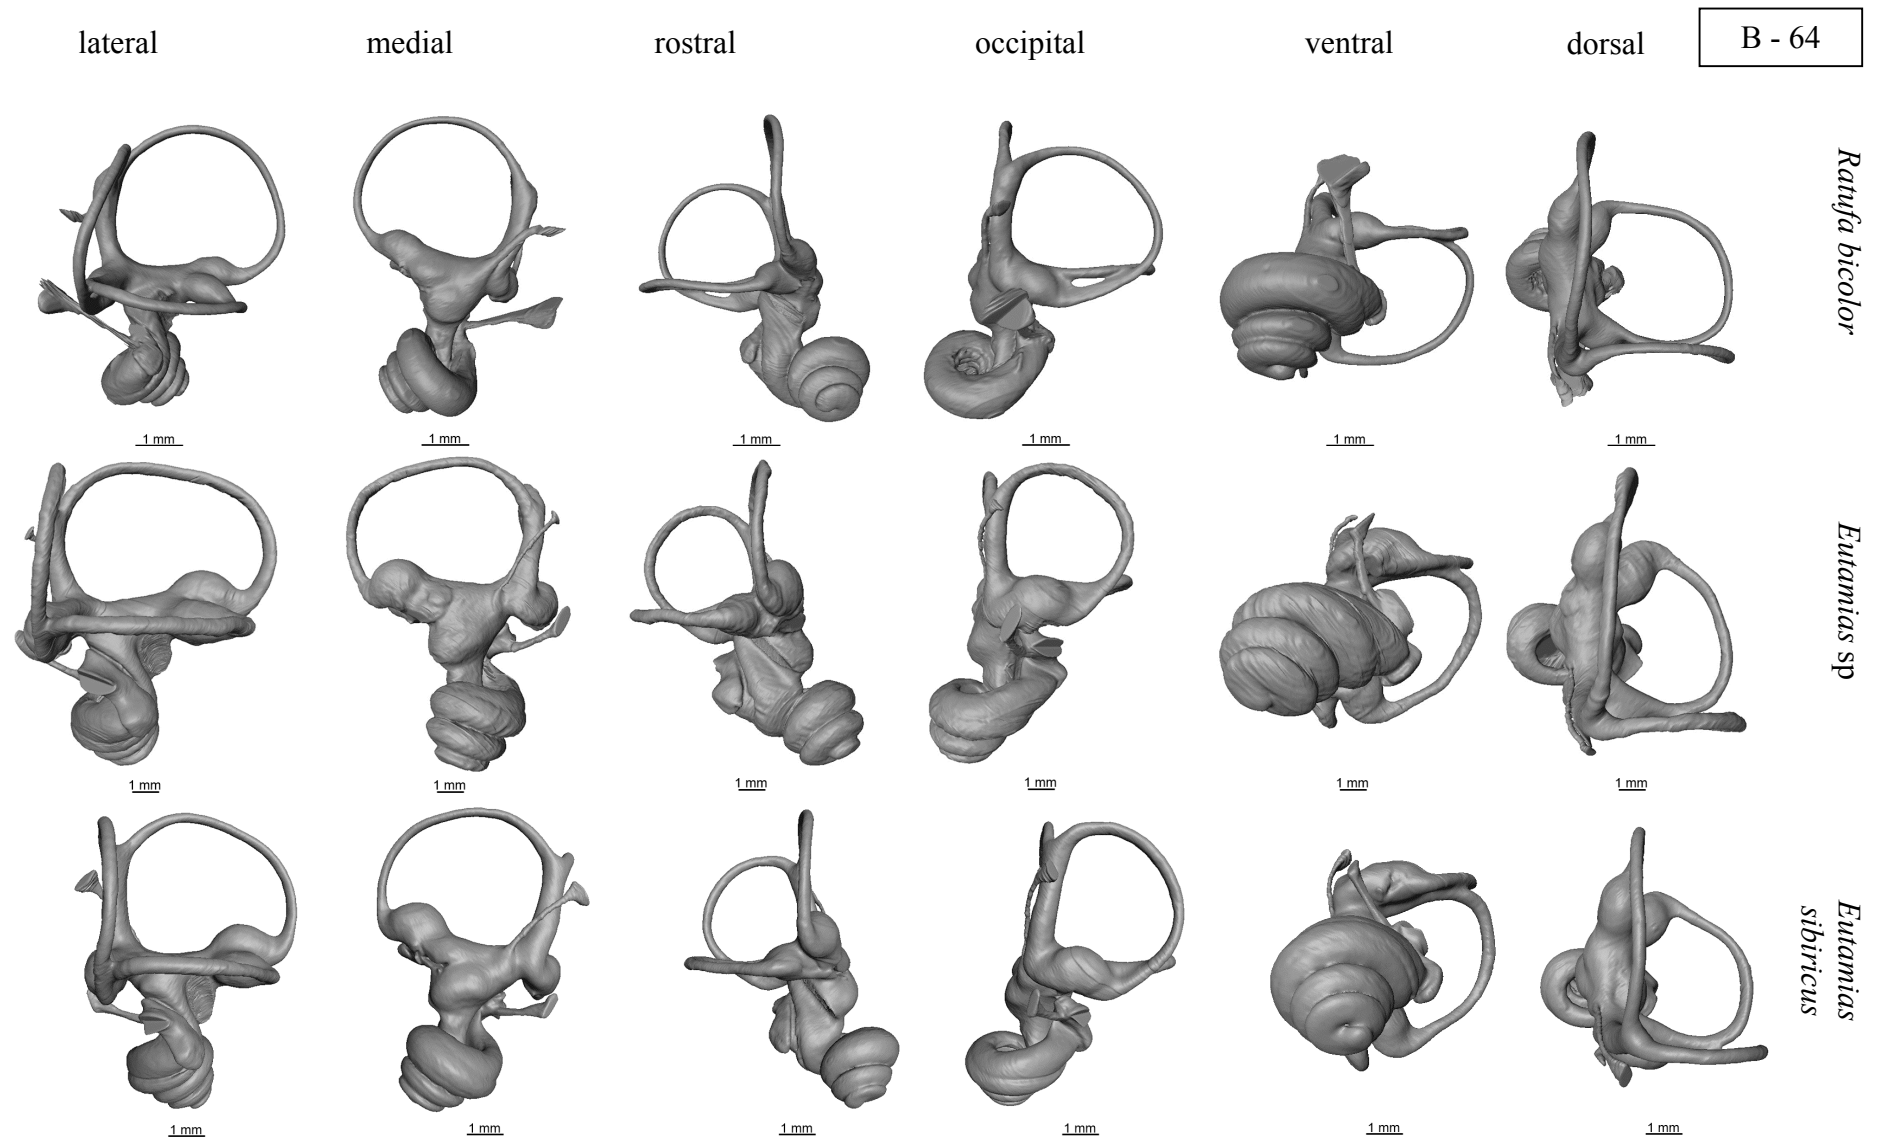 lateral medial rostral occipital ventral dorsal B - 64
Ratufa bicolor
1 mm 1 mm 1 mm 1 mm 1 mm 1 mm
Eutamias sp
1 mm 1 mm 1 mm 1 mm 1 mm 1 mm
Eutamias
sibiricus
1 mm 1 mm 1 mm 1 mm 1 mm 1 mm